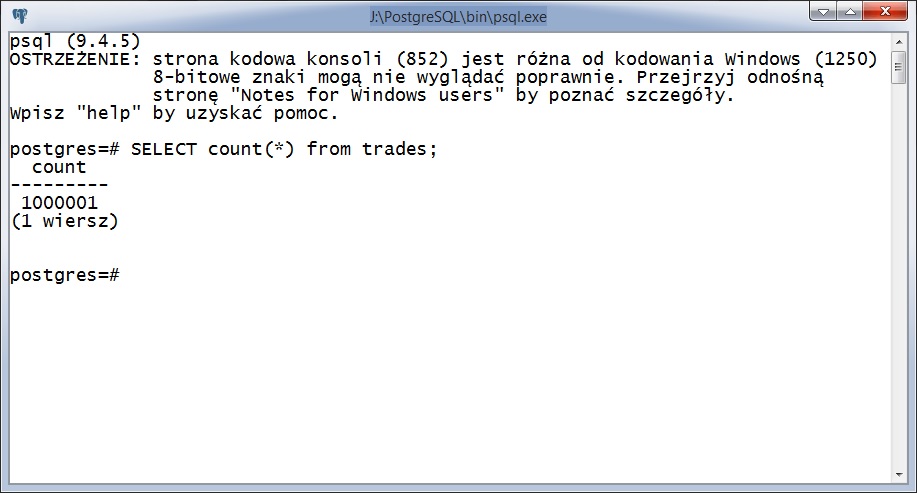 J:\PostgreSQL\bin\psql.exe
psql (9.4.5)
OSTRZEŻENIE: strona kodowa konsoli (852) jest różna od kodowania Windows (1250)
8-bitowe znaki mogą nie wyglądać poprawnie. Przejrzyj odnośną
stronę "Notes for Windows users" by poznać szczegóły.
Wpisz "help" by uzyskać pomoc.
postgres=# SELECT count(*) from trades;
count
---------
1000001
(1 wiersz)
postgres=#